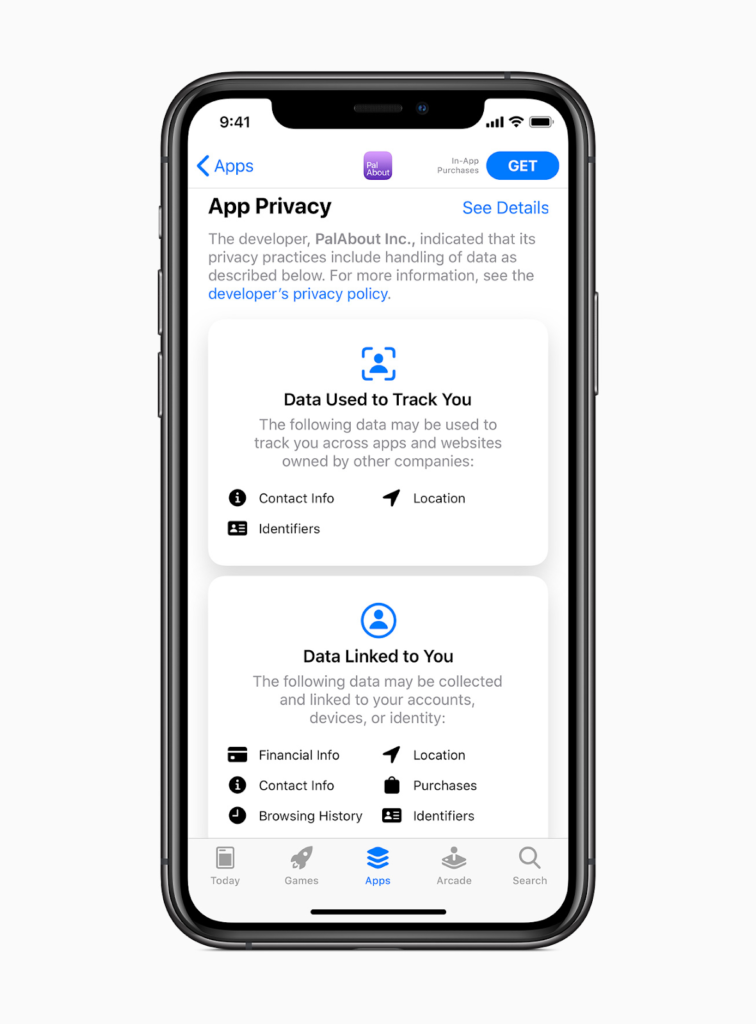 9:41
Apps
Pal
About
In-App
Purchases
GET
App Privacy
See Details
The developer, PalAbout Inc., indicated that its
privacy practices include handling of data as
described below. For more information, see the
developer’s privacy policy.
Data Used to Track You
The following data may be used to
track you across apps and websites
owned by other companies:
Contact Info
Location
Identifiers
Data Linked to You
The following data may be collected
and linked to your accounts,
devices, or identity:
Financial Info
Location
Contact Info
Purchases
Browsing History
Identifiers
Today
Games
Apps
Arcade
Search